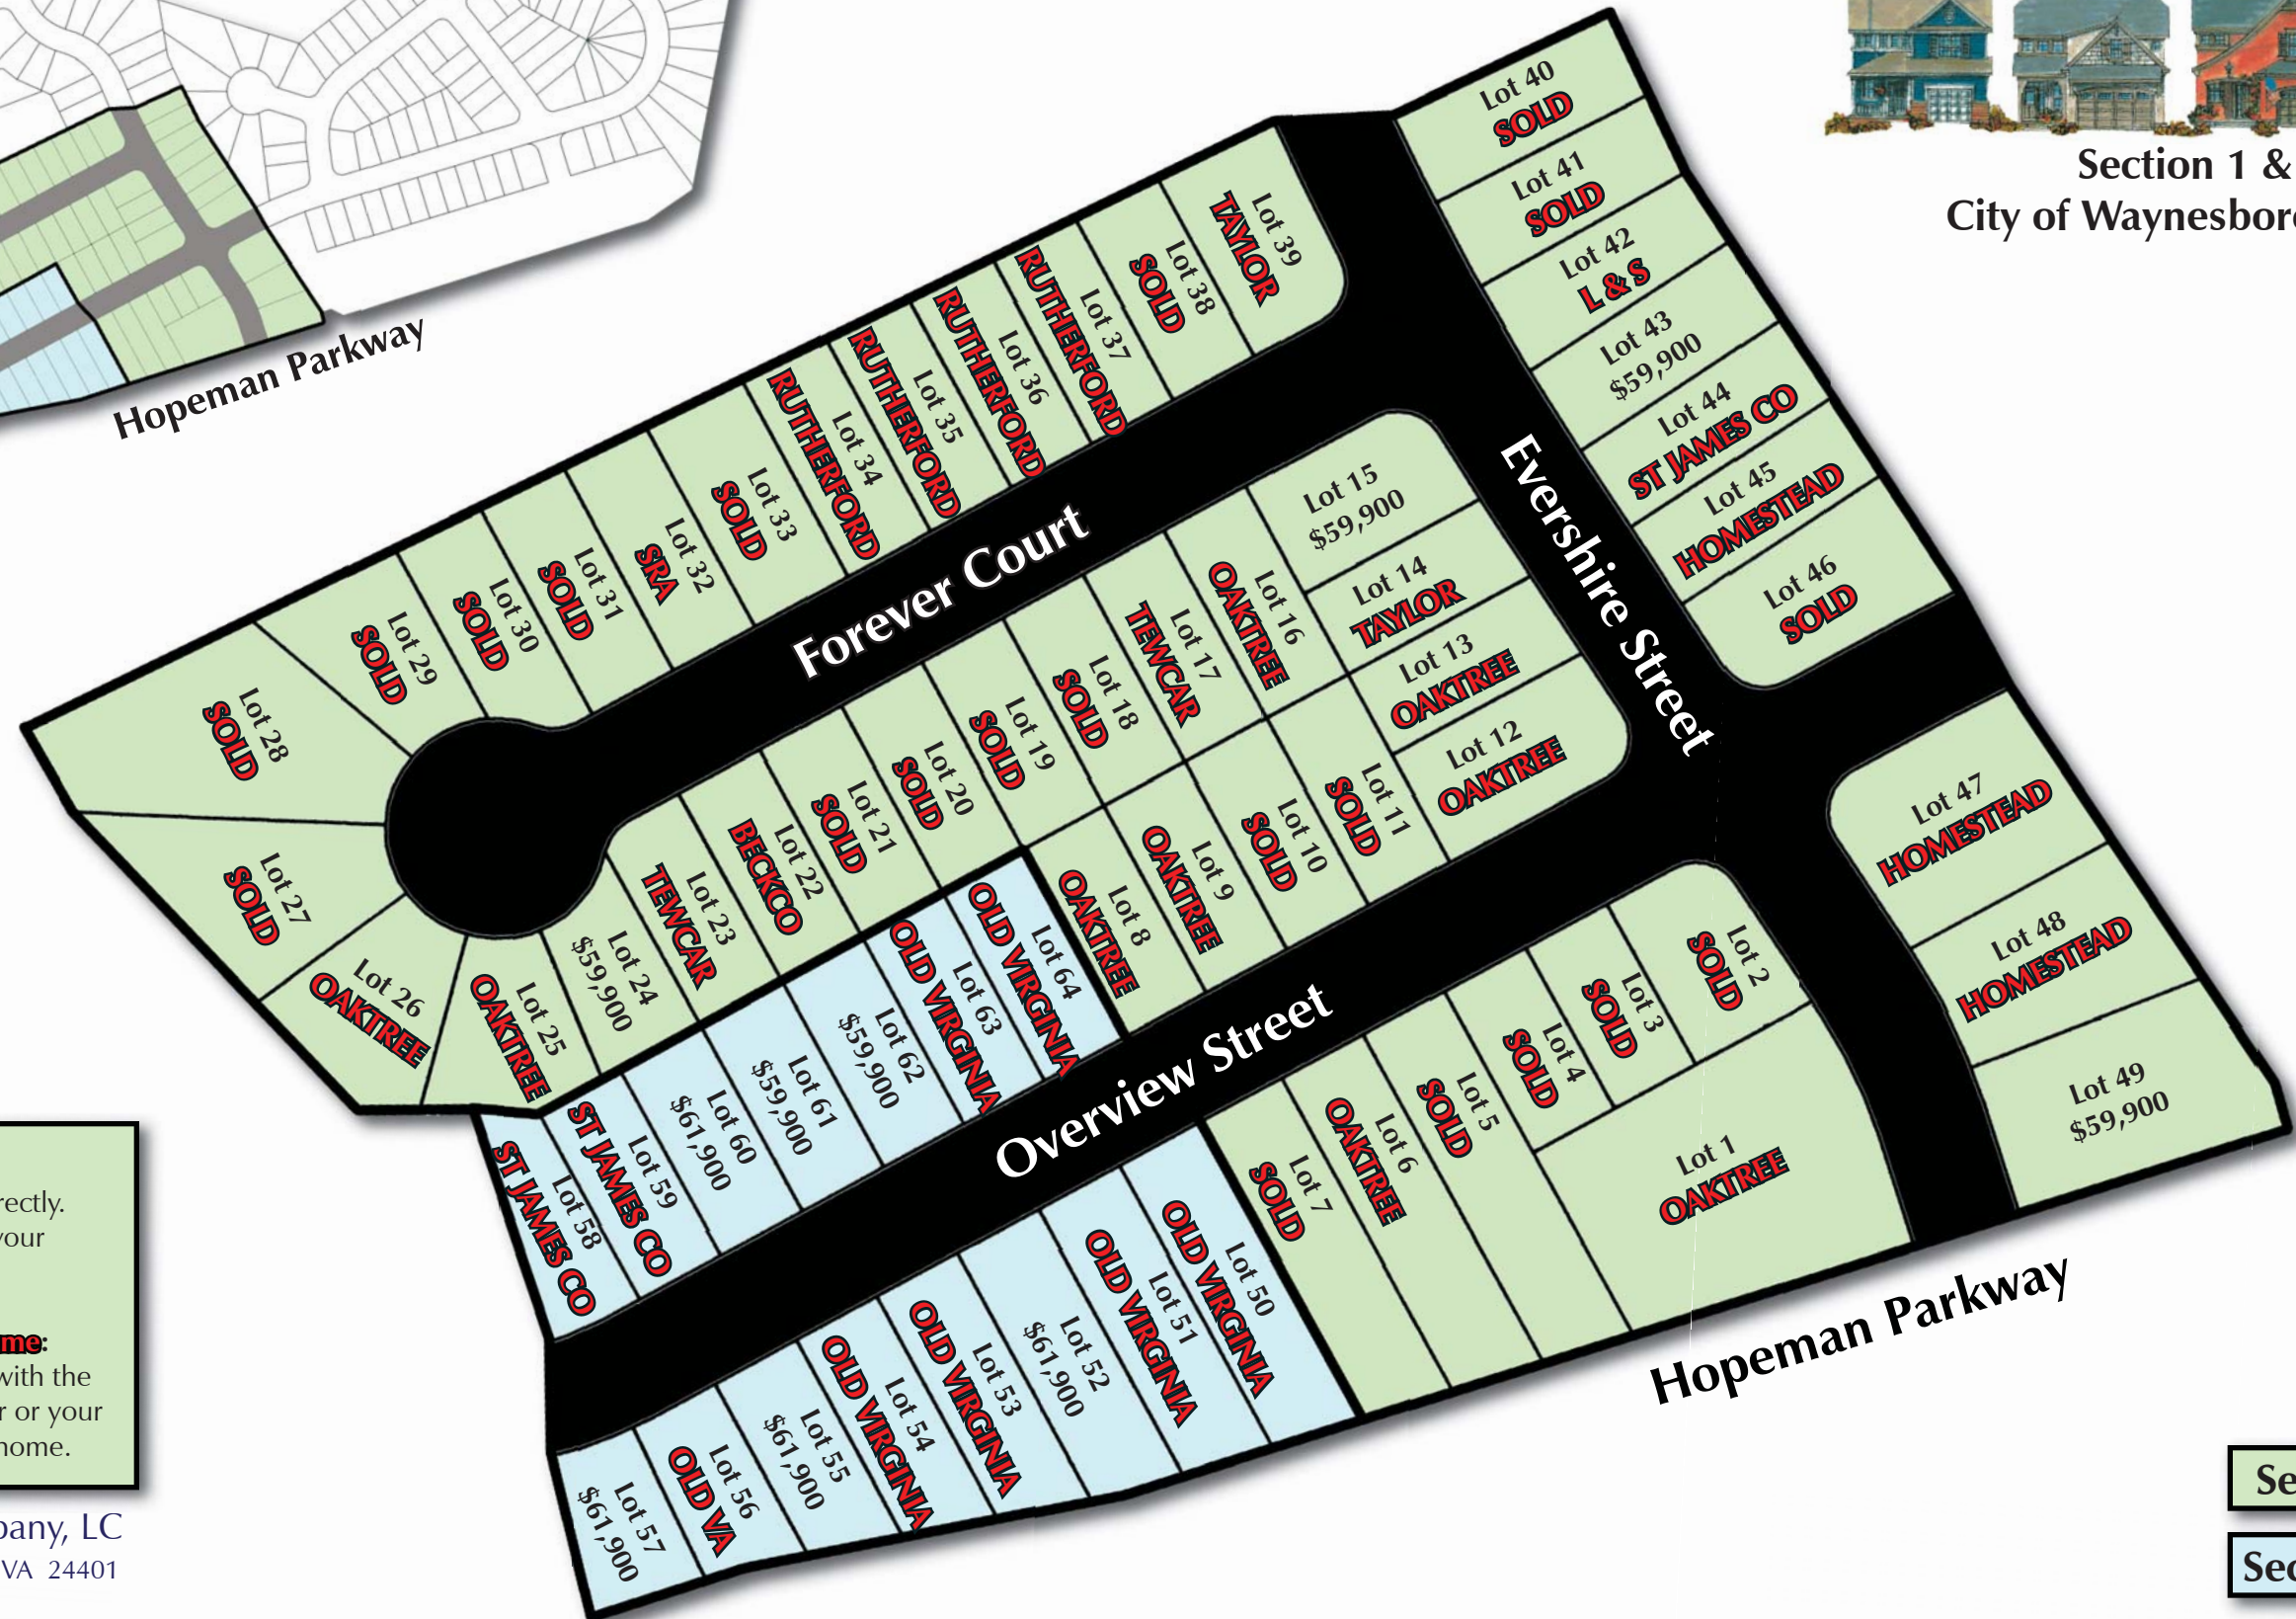 Section 1 &
City of Waynesbor
Hopeman Parkway
Lot 40
SOLD
Lot 41
SOLD
Lot 42
L & S
Lot 43
$59,900
Lot 44
ST JAMES CO
Lot 45
HOMESTEAD
Lot 46
SOLD
Lot 39
TAYLOR
Lot 38
SOLD
Lot 37
RUTHERFORD
Lot 36
RUTHERFORD
Lot 35
RUTHERFORD
Lot 34
RUTHERFORD
Lot 33
SOLD
Lot 32
SRA
Lot 31
SOLD
Lot 30
SOLD
Lot 29
SOLD
Lot 28
SOLD
Lot 27
SOLD
Lot 26
OAKTREE
Lot 25
OAKTREE
Lot 24
$59,900
Lot 23
TEWCAR
Lot 22
BECKCO
Lot 21
SOLD
Lot 20
SOLD
Lot 19
SOLD
Lot 18
SOLD
Lot 17
TEWCAR
Lot 16
OAKTREE
Lot 15
$59,900
Lot 14
TAYLOR
Lot 13
OAKTREE
Lot 12
OAKTREE
Lot 11
SOLD
Lot 10
SOLD
Lot 9
OAKTREE
Lot 8
OAKTREE
Forever Court
Evershire Street
Overview Street
Lot 64
OLD VIRGINIA
Lot 63
OLD VIRGINIA
Lot 62
$59,900
Lot 61
$59,900
Lot 60
$61,900
Lot 59
ST JAMES CO
Lot 58
ST JAMES CO
Lot 47
HOMESTEAD
Lot 48
HOMESTEAD
Lot 49
$59,900
Lot 2
SOLD
Lot 3
SOLD
Lot 4
SOLD
Lot 5
SOLD
Lot 6
OAKTREE
Lot 7
SOLD
Lot 1
OAKTREE
Lot 50
OLD VIRGINIA
Lot 51
OLD VIRGINIA
Lot 52
$61,900
Lot 53
OLD VIRGINIA
Lot 54
OLD VIRGINIA
Lot 55
$61,900
Lot 56
OLD VA
Lot 57
$61,900
Hopeman Parkway
rectly.
your
me:
with the
r or your
home.
pany, LC
VA 24401
Se
Sec